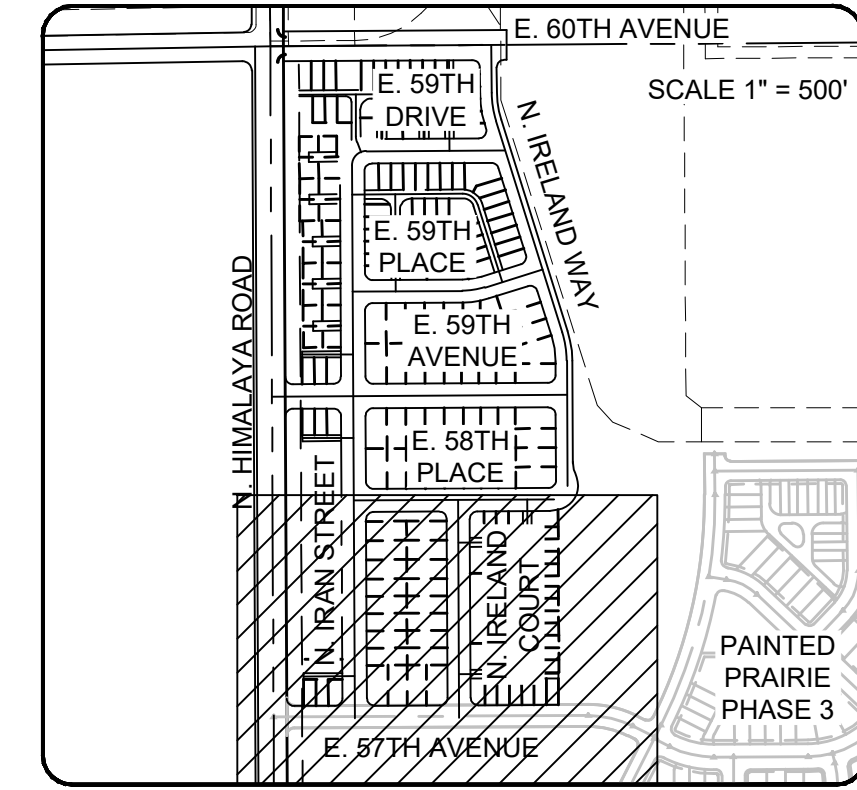 E. 60TH AVENUE
SCALE 1" = 500'
E. 59TH
DRIVE
N. IRELAND WAY
E. 59TH
PLACE
N. HIMALAYA ROAD
E. 59TH
AVENUE
E. 58TH
PLACE
N. IRAN STREET
N. IRELAND
COURT
PAINTED
PRAIRIE
PHASE 3
E. 57TH AVENUE